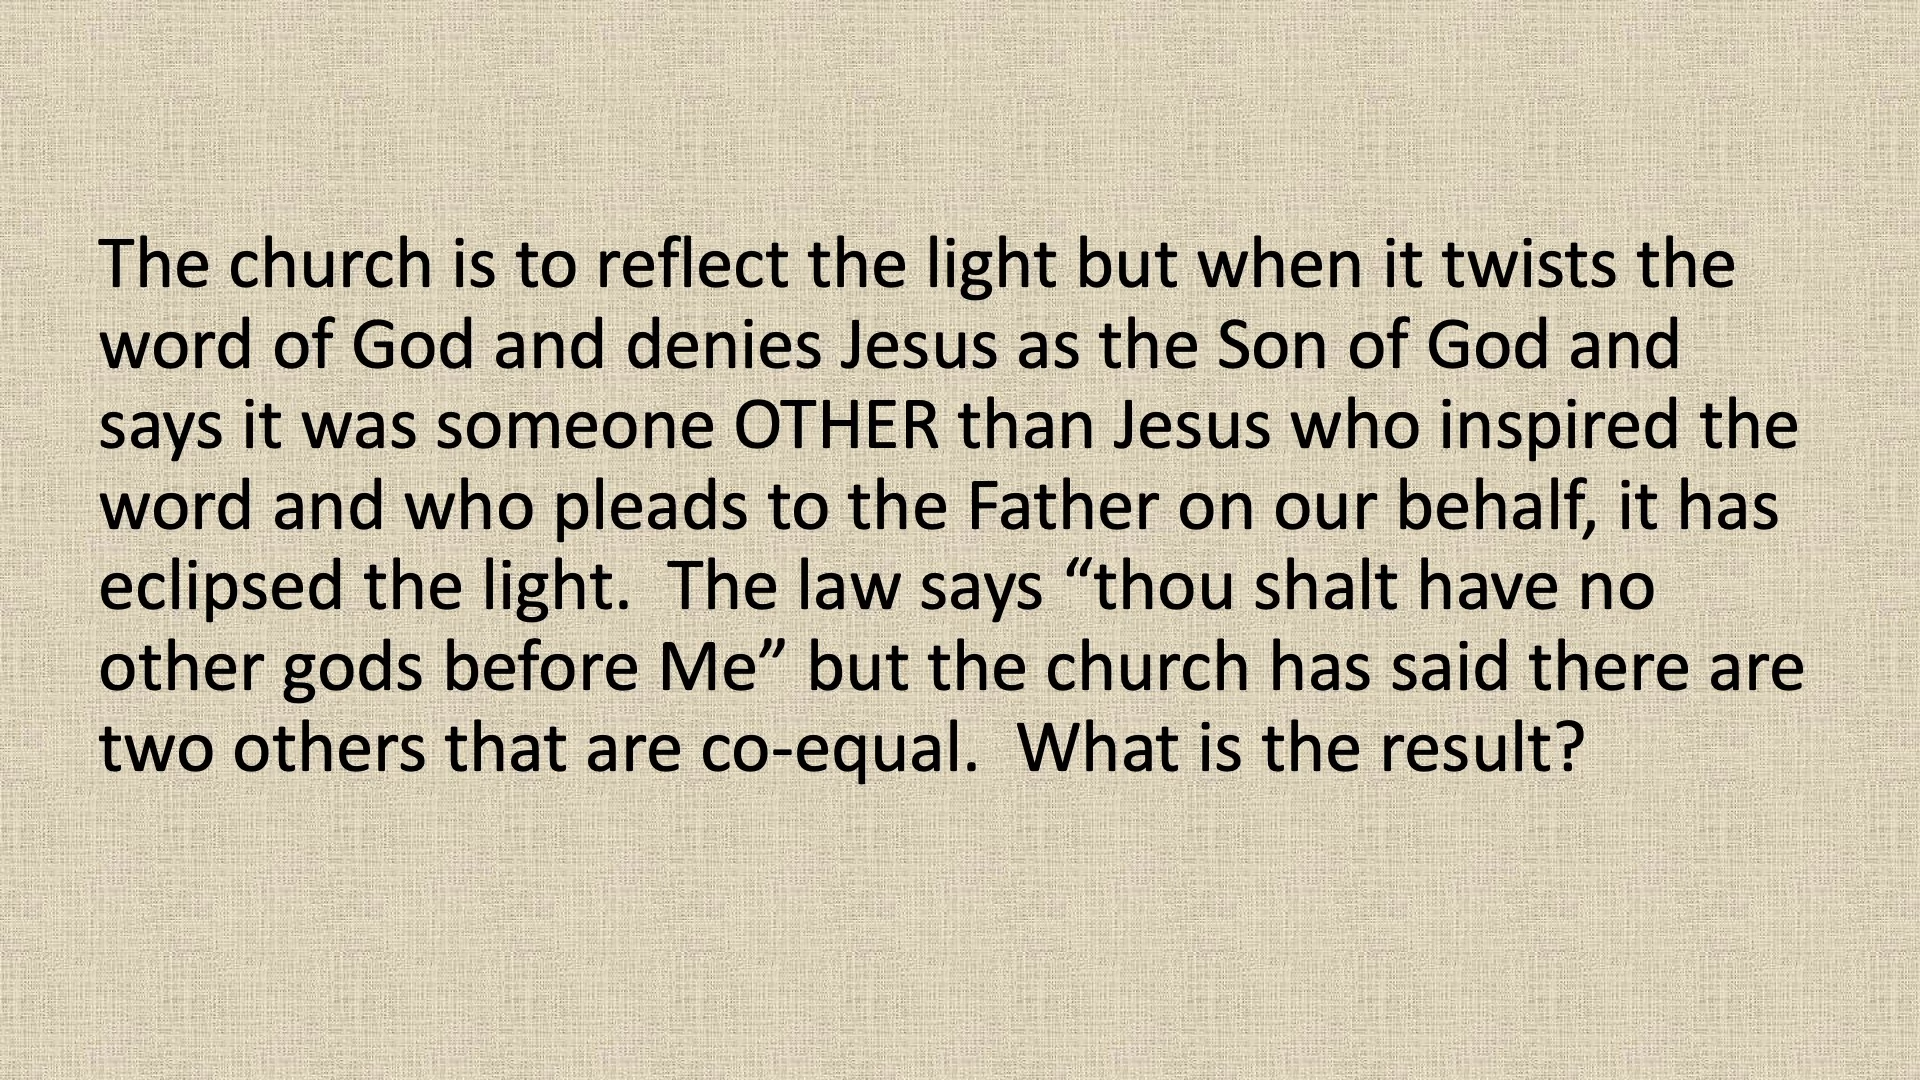 The church is to reflect the light but when it twists the
word of God and denies Jesus as the Son of God and
says it was someone OTHER than Jesus who inspired the
word and who pleads to the Father on our behalf, it has
eclipsed the light.  The law says “thou shalt have no
other gods before Me” but the church has said there are
two others that are co-equal.  What is the result?